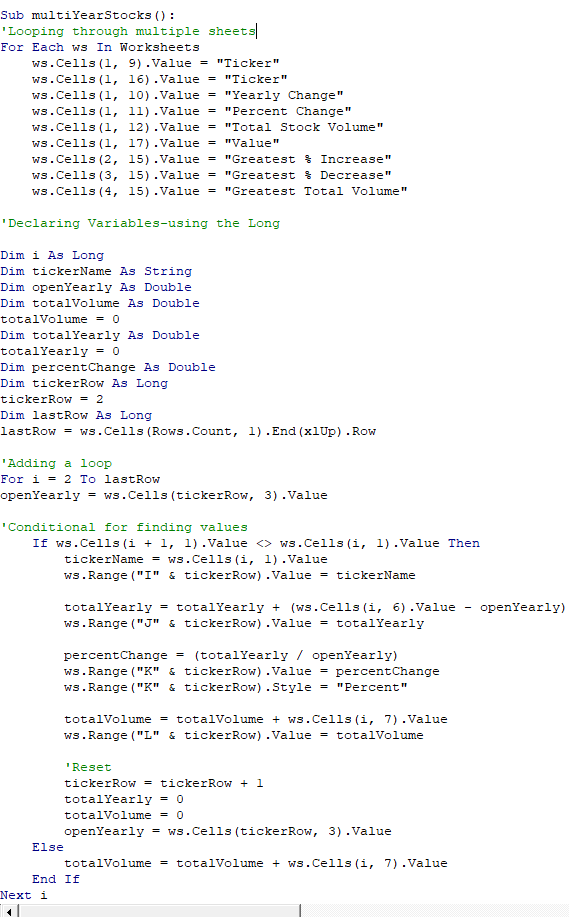 Sub multiYearStocks():
'Looping through multiple sheets
For Each ws In Worksheets
    ws.Cells(1, 9).Value = "Ticker"
    ws.Cells(1, 16).Value = "Ticker"
    ws.Cells(1, 10).Value = "Yearly Change"
    ws.Cells(1, 11).Value = "Percent Change"
    ws.Cells(1, 12).Value = "Total Stock Volume"
    ws.Cells(1, 17).Value = "Value"
    ws.Cells(2, 15).Value = "Greatest % Increase"
    ws.Cells(3, 15).Value = "Greatest % Decrease"
    ws.Cells(4, 15).Value = "Greatest Total Volume"

'Declaring Variables-using the Long

Dim i As Long
Dim tickerName As String
Dim openYearly As Double
Dim totalVolume As Double
totalVolume = 0
Dim totalYearly As Double
totalYearly = 0
Dim percentChange As Double
Dim tickerRow As Long
tickerRow = 2
Dim lastRow As Long
lastRow = ws.Cells(Rows.Count, 1).End(xlUp).Row

'Adding a loop
For i = 2 To lastRow
openYearly = ws.Cells(tickerRow, 3).Value

'Conditional for finding values
    If ws.Cells(i + 1, 1).Value <> ws.Cells(i, 1).Value Then
        tickerName = ws.Cells(i, 1).Value
        ws.Range("I" & tickerRow).Value = tickerName

        totalYearly = totalYearly + (ws.Cells(i, 6).Value - openYearly)
        ws.Range("J" & tickerRow).Value = totalYearly

        percentChange = (totalYearly / openYearly)
        ws.Range("K" & tickerRow).Value = percentChange
        ws.Range("K" & tickerRow).Style = "Percent"

        totalVolume = totalVolume + ws.Cells(i, 7).Value
        ws.Range("L" & tickerRow).Value = totalVolume

        'Reset
        tickerRow = tickerRow + 1
        totalYearly = 0
        totalVolume = 0
        openYearly = ws.Cells(tickerRow, 3).Value
    Else
        totalVolume = totalVolume + ws.Cells(i, 7).Value
    End If
Next i